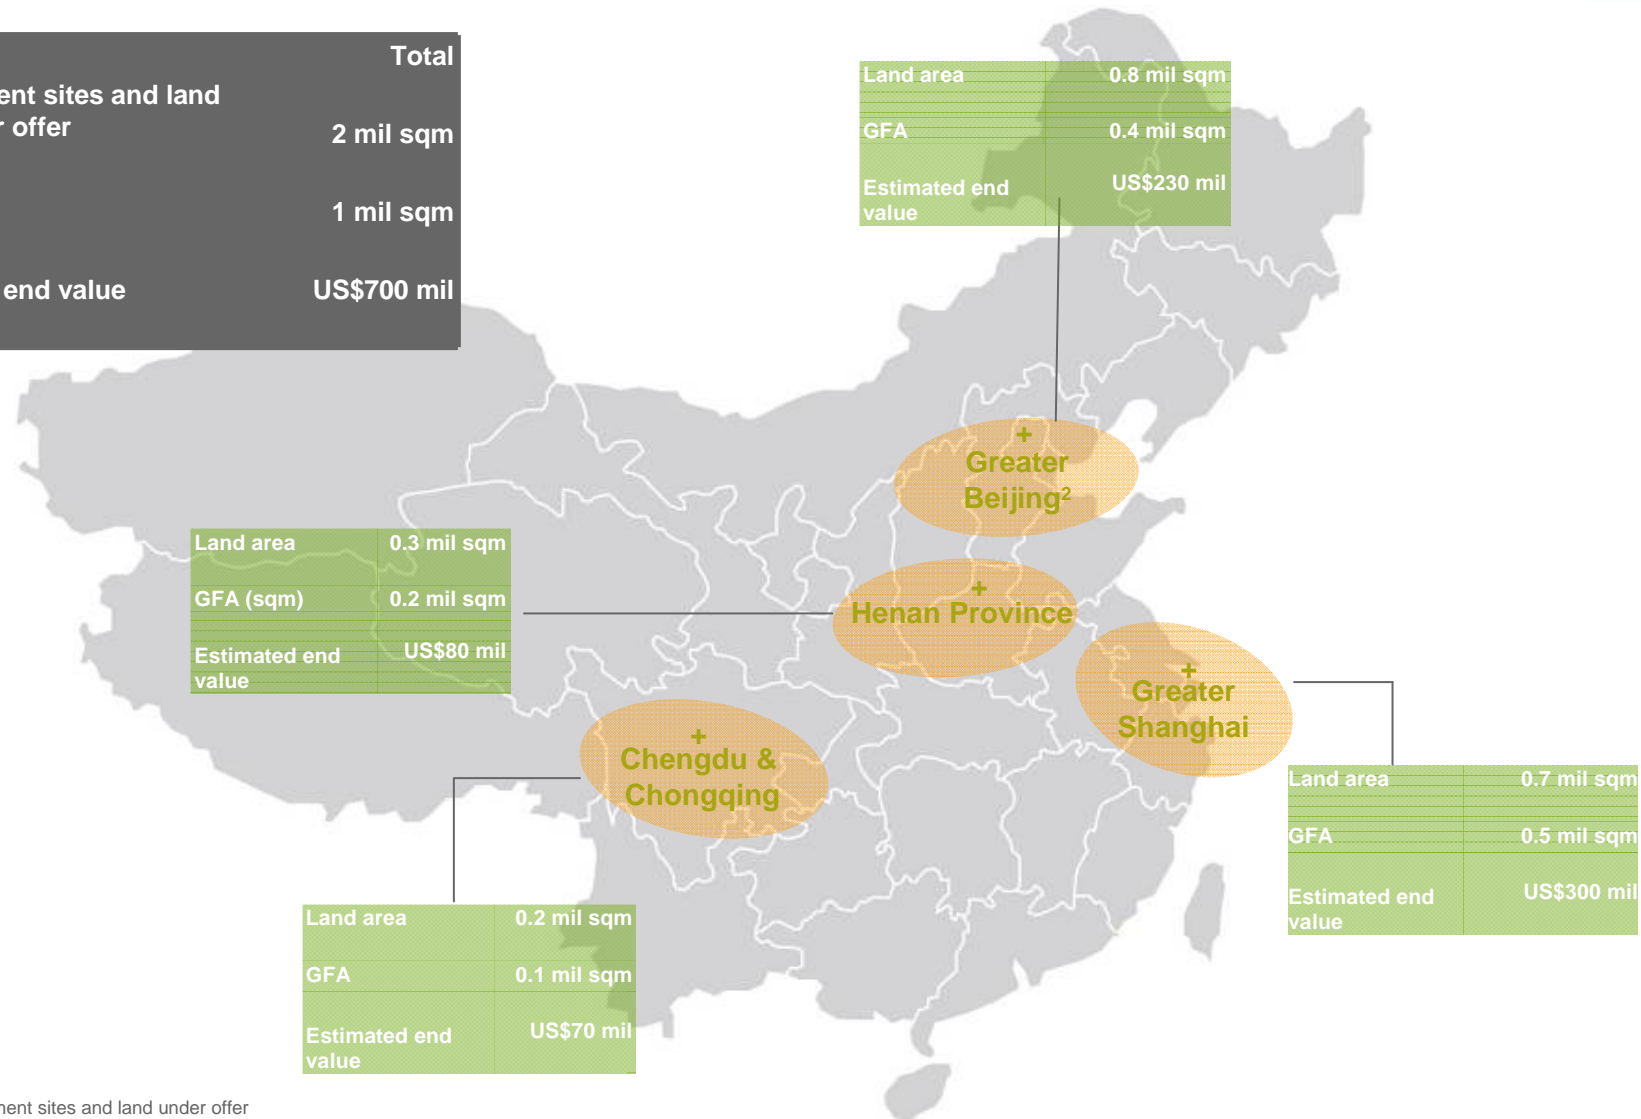 Total
ent sites and land
r offer
2 mil sqm
1 mil sqm
end value US$700 mil
Land area 0.8 mil sqm
GFA 0.4 mil sqm
Estimated end
value
US$230 mil
+
Greater
Beijing²
Land area 0.3 mil sqm
GFA (sqm) 0.2 mil sqm
Estimated end
value
US$80 mil
+
Henan Province
+
Greater
Shanghai
+
Chengdu &
Chongqing
Land area 0.7 mil sqm
GFA 0.5 mil sqm
Estimated end
value
US$300 mil
Land area 0.2 mil sqm
GFA 0.1 mil sqm
Estimated end
value
US$70 mil
ment sites and land under offer